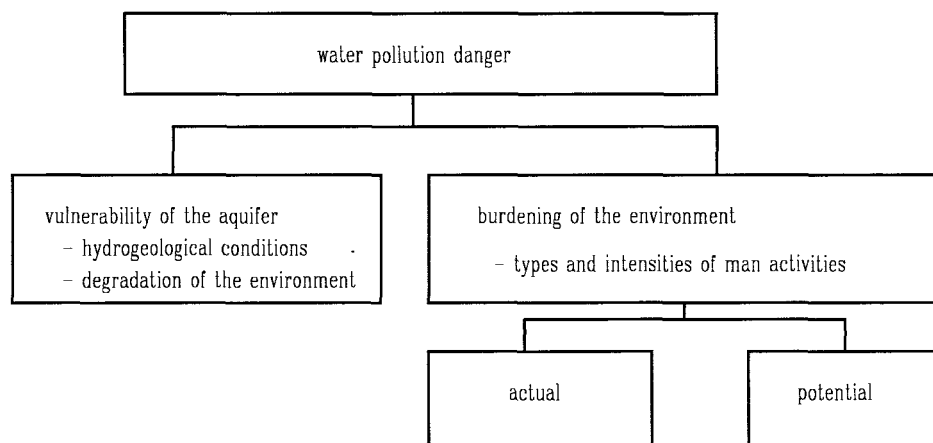 water pollution danger
vulnerability of the aquifer
– hydrogeological conditions
– degradation of the environment
burdening of the environment
– types and intensities of man activities
actual
potential